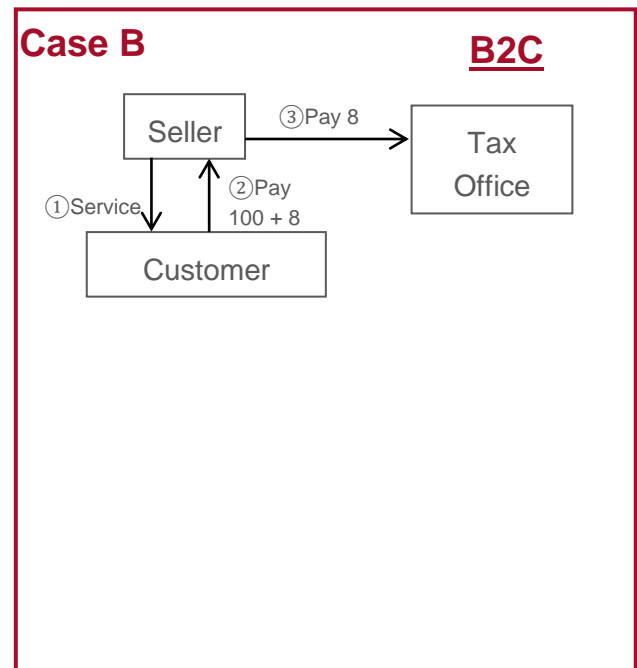 Case B
B2C
Seller
③Pay 8
Tax
Office
①Service
②Pay
100 + 8
Customer